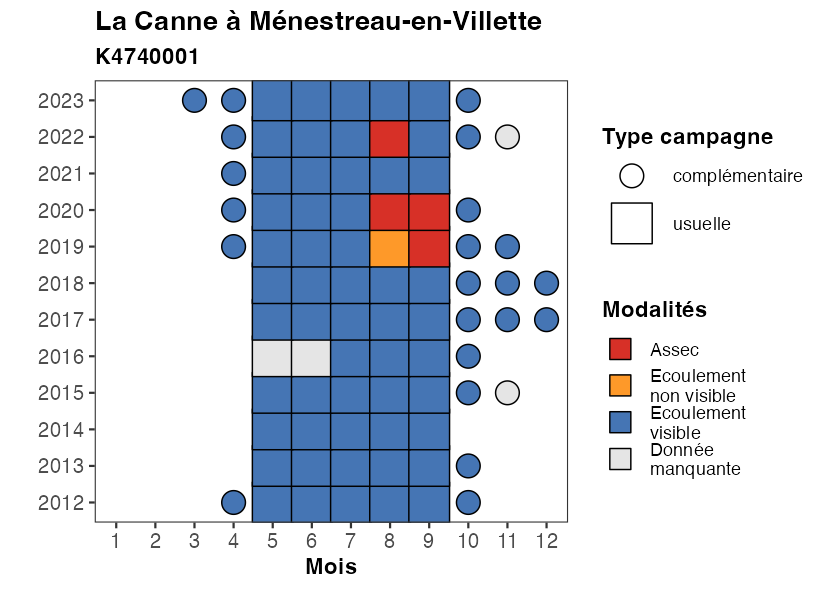 La Canne à Ménestreau-en-Villette
K4740001
2023
2022
2021
2020
2019
2018
2017
2016
2015
2014
2013
2012
1 2 3 4 5 6 7 8 9 10 11 12
Mois
Type campagne
complémentaire
usuelle
Modalités
Assec
Ecoulement
non visible
Ecoulement
visible
Donnée
manquante